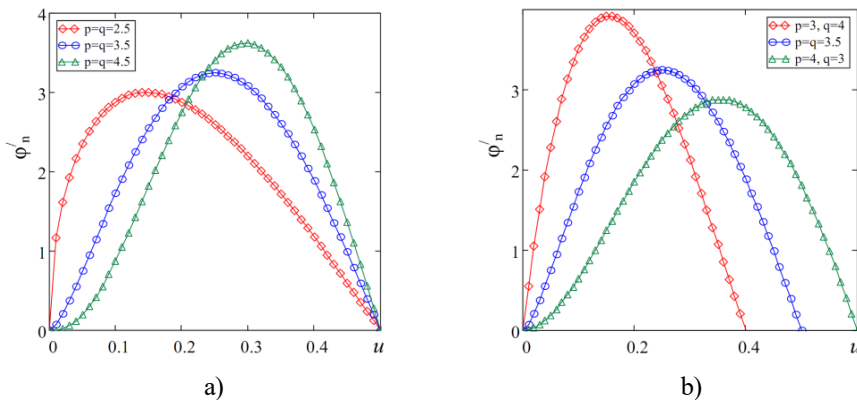 4
3
2
1
0
φ′n
p=q=2.5
p=q=3.5
p=q=4.5
0 0.1 0.2 0.3 0.4 u
a)
3
2
1
0
φ′n
p=3, q=4
p=q=3.5
p=4, q=3
0 0.2 0.4 u
b)